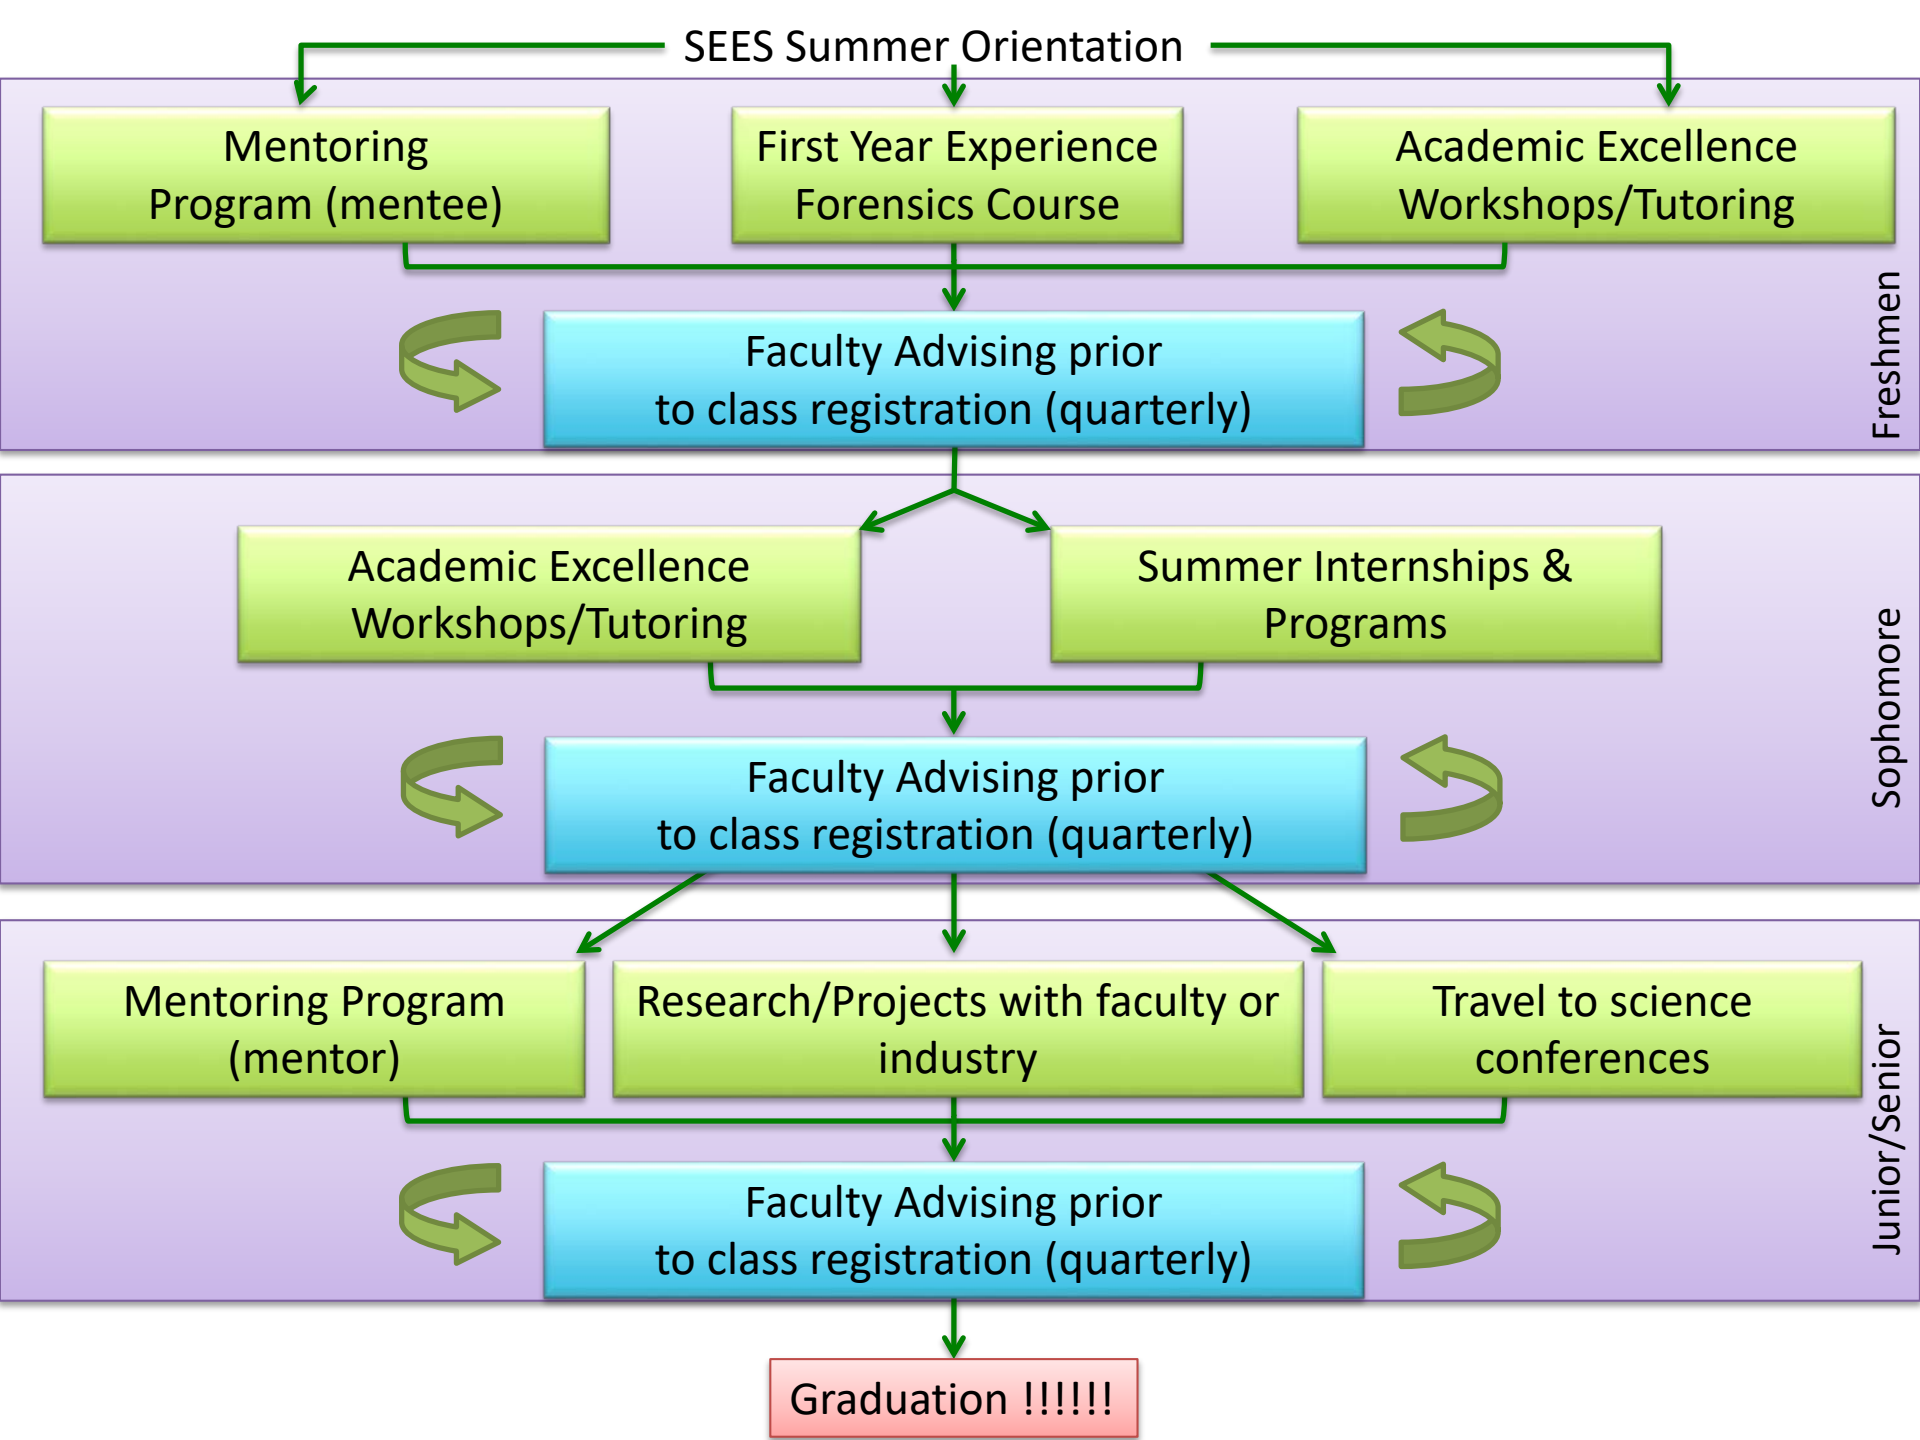 SEES Summer Orientation
Mentoring
Program (mentee)
First Year Experience
Forensics Course
Academic Excellence
Workshops/Tutoring
Faculty Advising prior
to class registration (quarterly)
Freshmen
Academic Excellence
Workshops/Tutoring
Summer Internships &
Programs
Faculty Advising prior
to class registration (quarterly)
Sophomore
Mentoring Program
(mentor)
Research/Projects with faculty or
industry
Travel to science
conferences
Faculty Advising prior
to class registration (quarterly)
Junior/Senior
Graduation !!!!!!